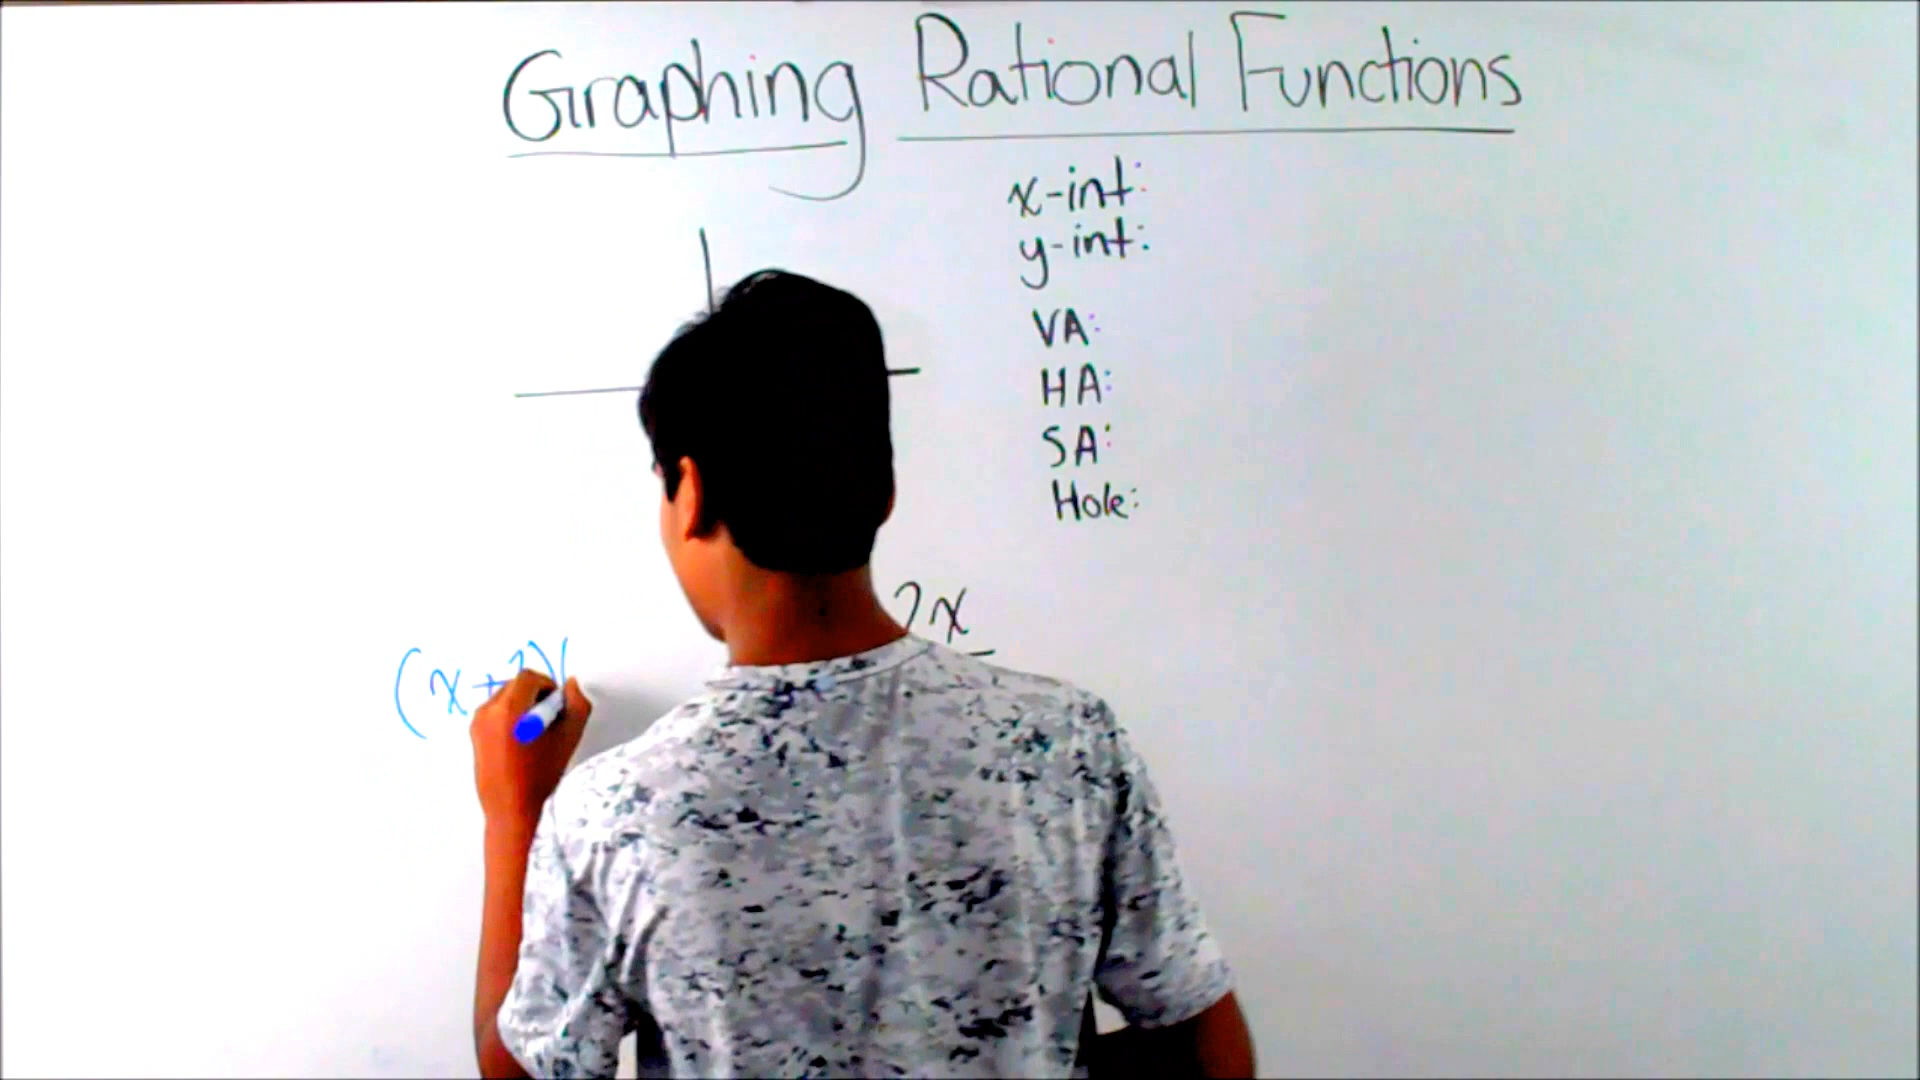 Graphing Rational Functions
x-int:
y-int:
VA:
HA:
SA:
Hole:
2x
(x+